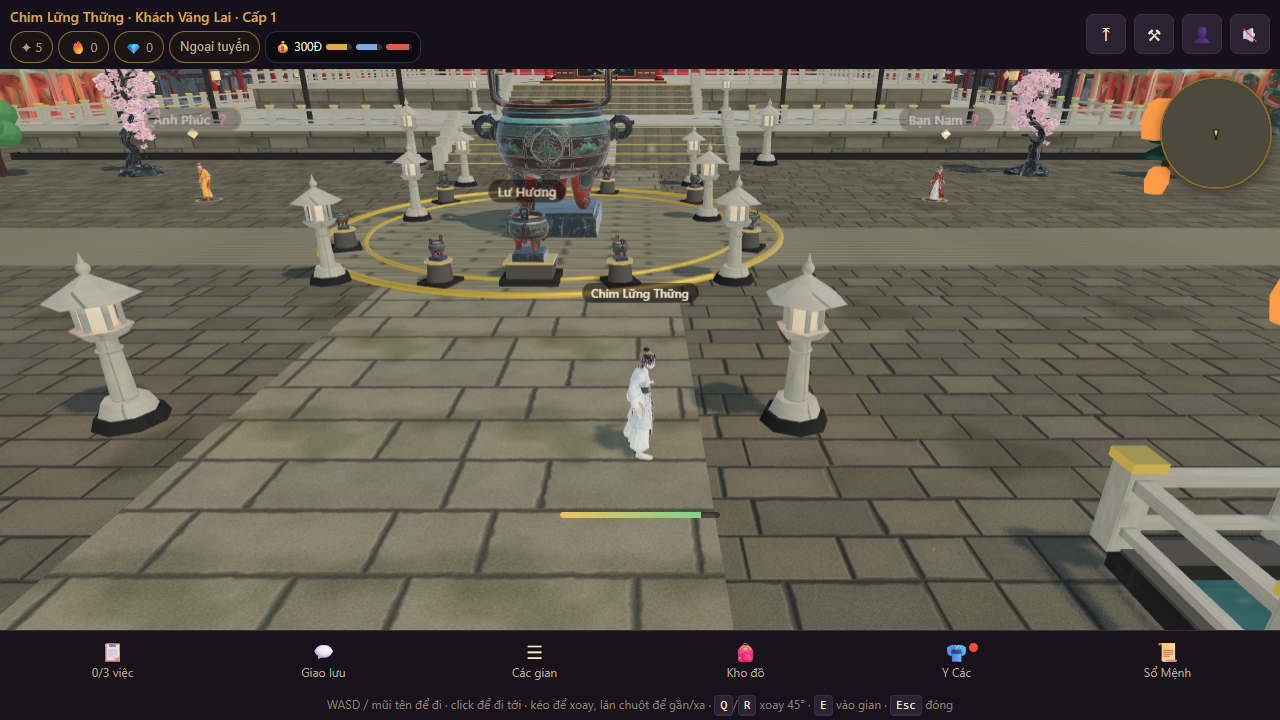 Chim Lững Thững · Khách Vãng Lai · Cấp 1
✦ 5
0
0
Ngoại tuyến
300Đ
Anh Phúc ?
Bạn Nam ?
Lư Hương
Chim Lững Thững
0/3 việc
Giao lưu
Các gian
Kho đồ
Y Các
Sổ Mệnh
WASD / mũi tên để đi · click để đi tới · kéo để xoay, lăn chuột để gần/xa · Q / R xoay 45° · E vào gian · Esc đóng